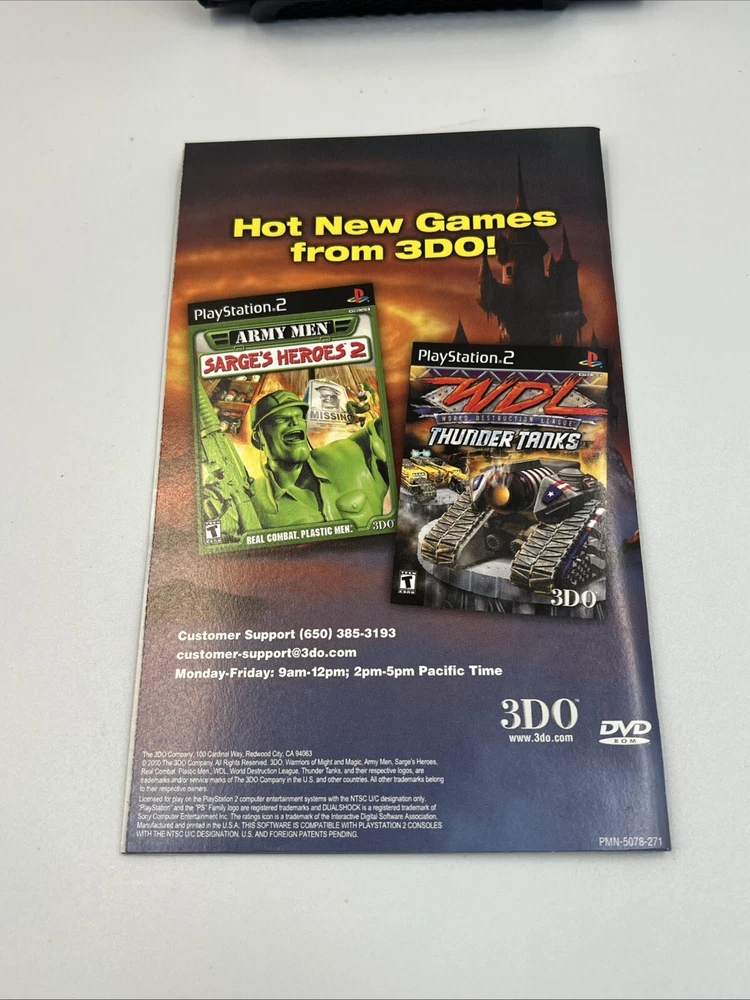 Hot New Games
from 3DO!
PlayStation®2
ARMY MEN
SARGE'S HEROES 2
MISSING
REAL COMBAT. PLASTIC MEN.
3DO
T
PlayStation®2
WDL
WORLD DESTRUCTION LEAGUE
THUNDER TANKS
T
3DO
Customer Support (650) 385-3193
customer-support@3do.com
Monday-Friday: 9am-12pm; 2pm-5pm Pacific Time
3DO™
www.3do.com
DVD
ROM
The 3DO Company, 100 Cardinal Way, Redwood City, CA 94063
© 2000 The 3DO Company. All Rights Reserved. 3DO, Warriors of Might and Magic, Army Men, Sarge's Heroes,
Real Combat. Plastic Men., WDL, World Destruction League, Thunder Tanks, and their respective logos, are
trademarks and/or service marks of The 3DO Company in the U.S. and other countries. All other trademarks belong
to their respective owners.
Licensed for play on the PlayStation 2 computer entertainment systems with the NTSC U/C designation only.
"PlayStation" and the "PS" Family logo are registered trademarks and DUALSHOCK is a registered trademark of
Sony Computer Entertainment Inc. The ratings icon is a trademark of the Interactive Digital Software Association.
Manufactured and printed in the U.S.A. THIS SOFTWARE IS COMPATIBLE WITH PLAYSTATION 2 CONSOLES
WITH THE NTSC U/C DESIGNATION. U.S. AND FOREIGN PATENTS PENDING.
PMN-5078-271